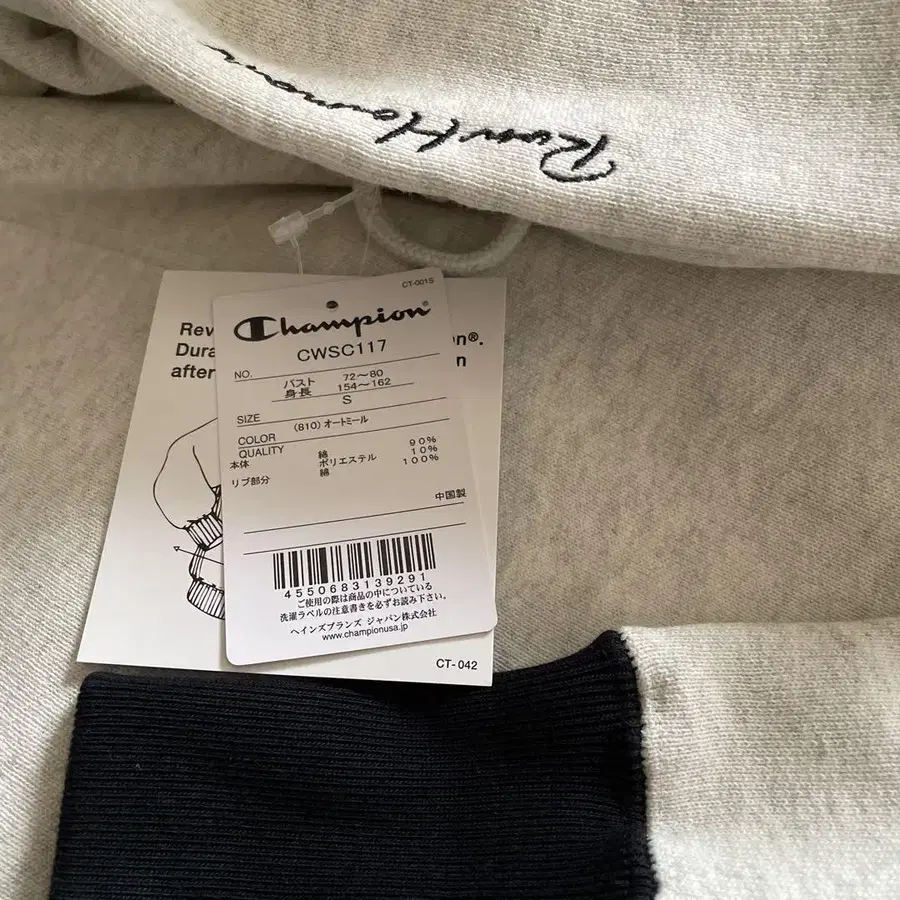 Ron Herman
CT-001S
Champion®
NO. CWSC117
バスト 72～80
身長 154～162
SIZE S
COLOR (810) オートミール
QUALITY
本体 綿 90%
ポリエステル 10%
リブ部分 綿 100%
中国製
4550683139291
ご使用の際は商品の中についている
洗濯ラベルの注意書きを必ずお読み下さい。
ヘインズブランズ ジャパン株式会社
www.championusa.jp
Rev
Dura
after
on®.
n
CT-042